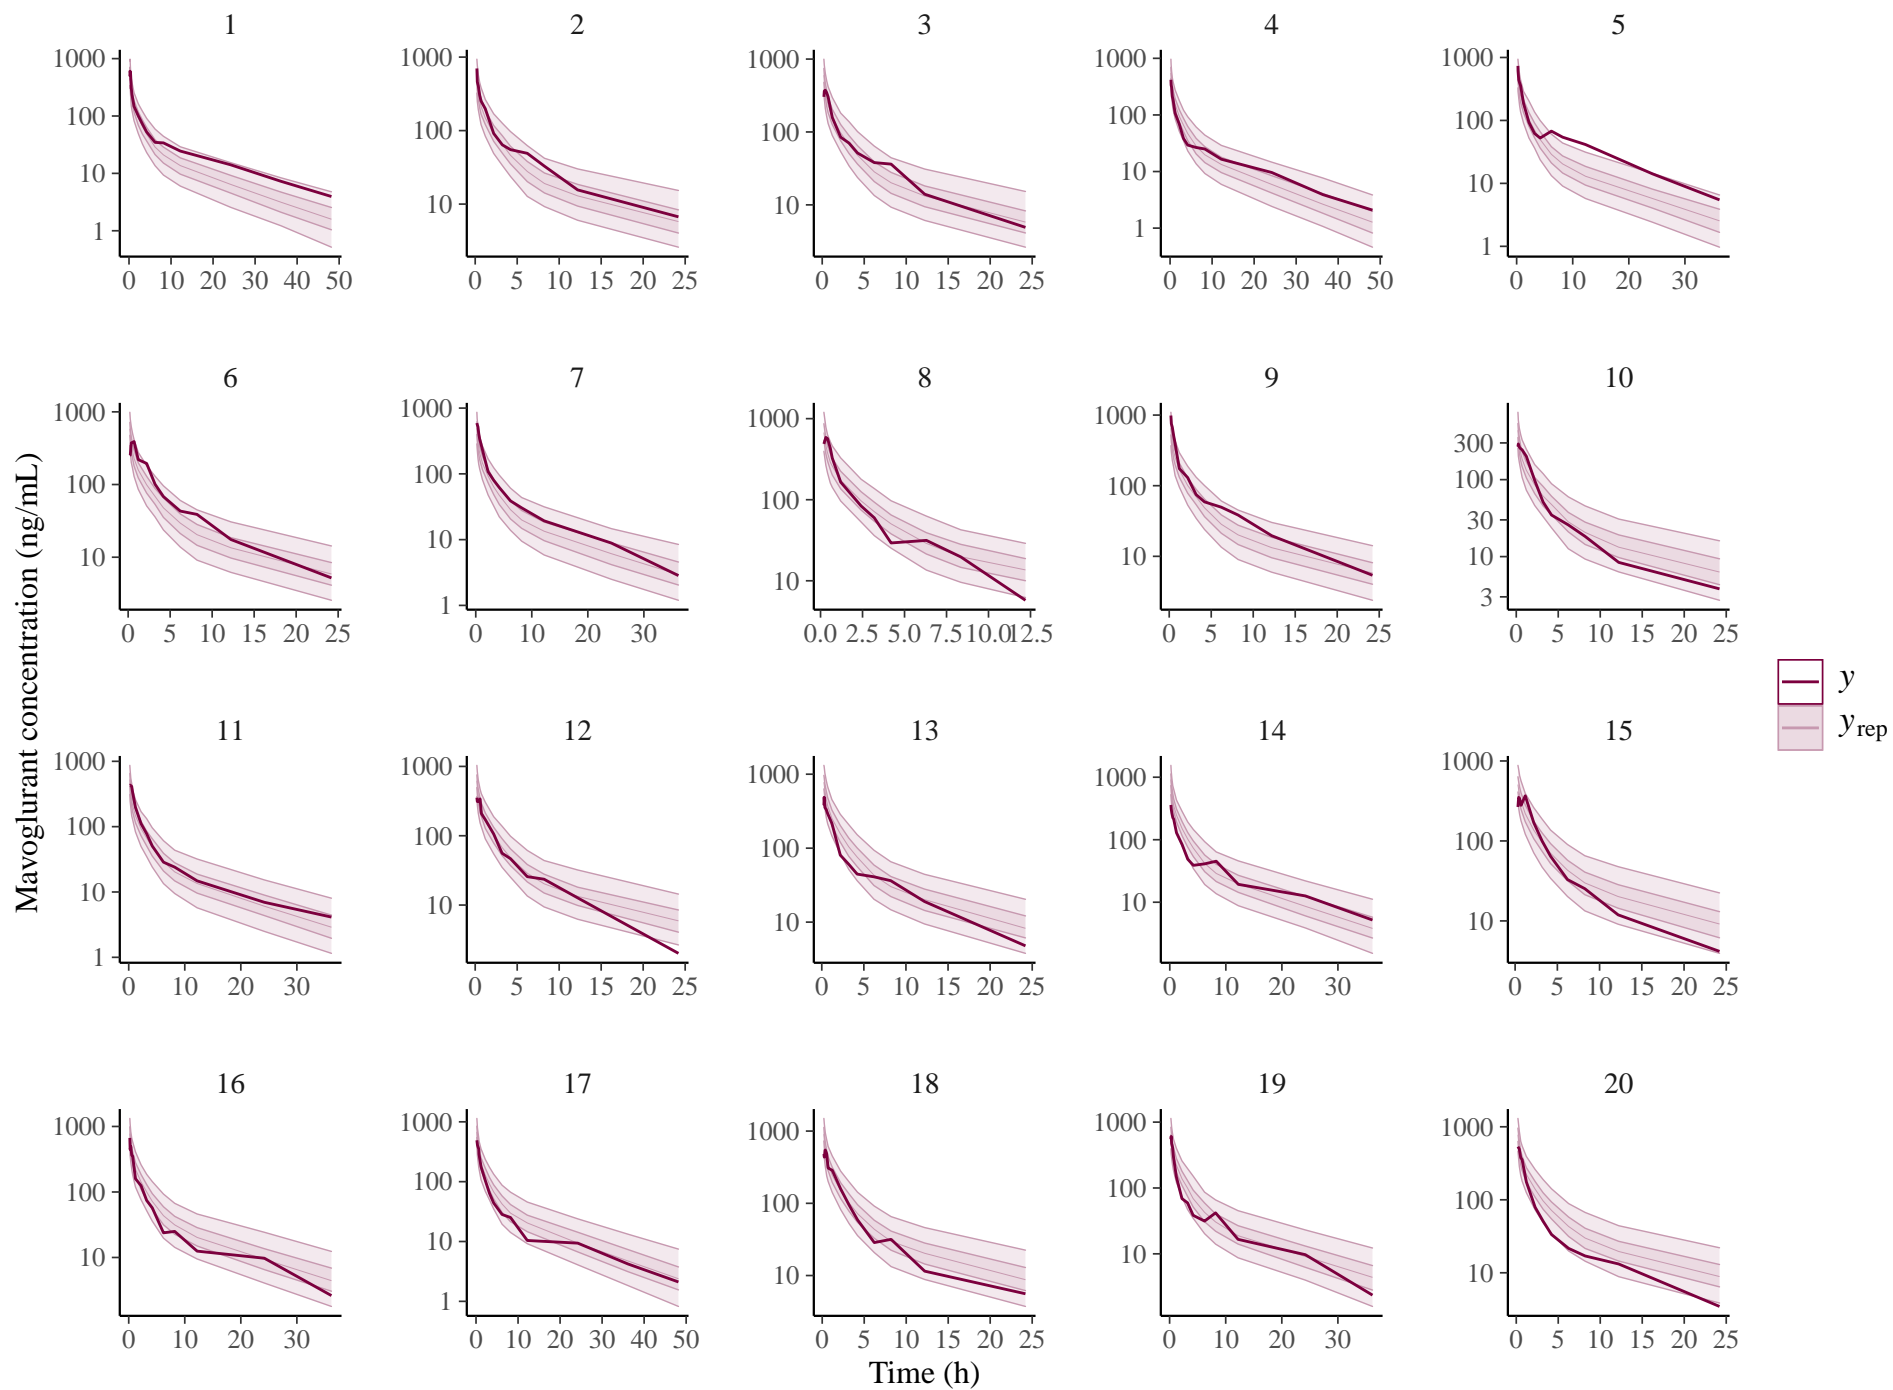 1 2 3 4 5
1000 1000 1000 1000 1000
100 100 100 100 100
10 10 10 10 10
1 1 1
0 10 20 30 40 50 0 5 10 15 20 25 0 5 10 15 20 25 0 10 20 30 40 50 0 10 20 30
6 7 8 9 10
1000 1000 1000 1000 300
100 100 100 100 100
10 10 10 10 30
1 10
3
0 5 10 15 20 25 0 10 20 30 0.0 2.5 5.0 7.5 10.0 12.5 0 5 10 15 20 25 0 5 10 15 20 25
Mavoglurant concentration (ng/mL)
y
yrep
11 12 13 14 15
1000 1000 1000 1000 1000
100 100 100 100 100
10 10 10 10 10
1
0 10 20 30 0 5 10 15 20 25 0 5 10 15 20 25 0 10 20 30 0 5 10 15 20 25
16 17 18 19 20
1000 1000 1000 1000 1000
100 100 100 100 100
10 10 10 10 10
1
0 10 20 30 0 10 20 30 40 50 0 5 10 15 20 25 0 10 20 30 0 5 10 15 20 25
Time (h)